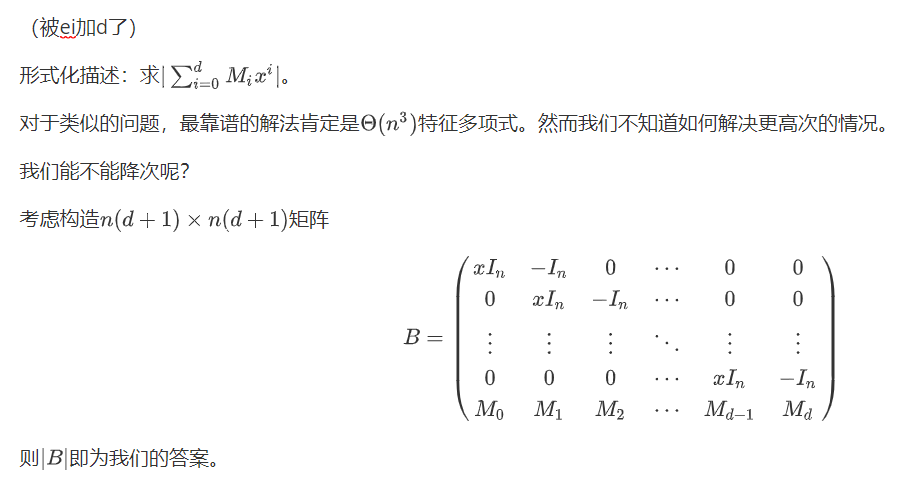 （被ei加d了）
形式化描述：求$|\sum_{i=0}^{d} M_i x^i|$。
对于类似的问题，最靠谱的解法肯定是$\Theta(n^3)$特征多项式。然而我们不知道如何解决更高次的情况。
我们能不能降次呢？
考虑构造$n(d+1) \times n(d+1)$矩阵
$$B = \begin{pmatrix} xI_n & -I_n & 0 & \cdots & 0 & 0 \\ 0 & xI_n & -I_n & \cdots & 0 & 0 \\ \vdots & \vdots & \vdots & \ddots & \vdots & \vdots \\ 0 & 0 & 0 & \cdots & xI_n & -I_n \\ M_0 & M_1 & M_2 & \cdots & M_{d-1} & M_d \end{pmatrix}$$
则$|B|$即为我们的答案。